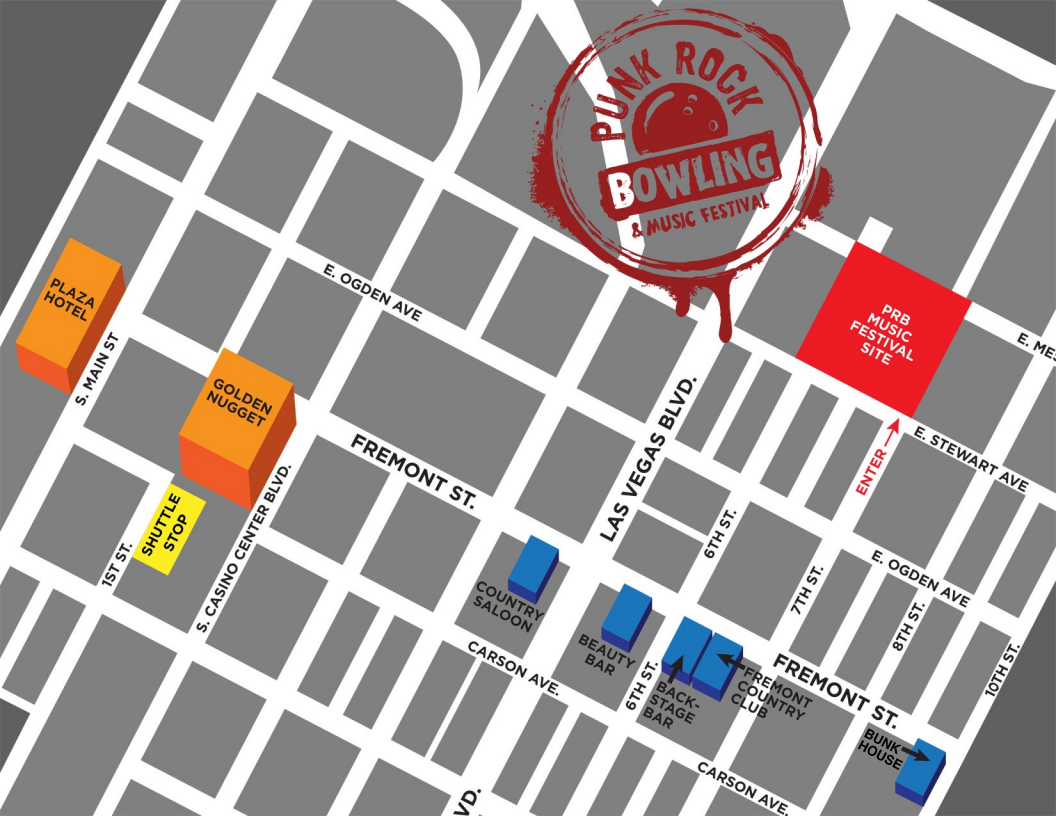 PUNK ROCK
BOWLING
& MUSIC FESTIVAL
PLAZA
HOTEL
E. OGDEN AVE
PRB
MUSIC
FESTIVAL
SITE
E. MES
S. MAIN ST
GOLDEN
NUGGET
FREMONT ST.
LAS VEGAS BLVD.
ENTER
E. STEWART AVE
SHUTTLE
STOP
1ST ST.
S. CASINO CENTER BLVD.
6TH ST.
E. OGDEN AVE
7TH ST.
8TH ST.
10TH ST.
COUNTRY
SALOON
BEAUTY
BAR
CARSON AVE.
6TH ST.
BACK-
STAGE
BAR
FREMONT
COUNTRY
CLUB
FREMONT ST.
BUNK
HOUSE
CARSON AVE.
VD.